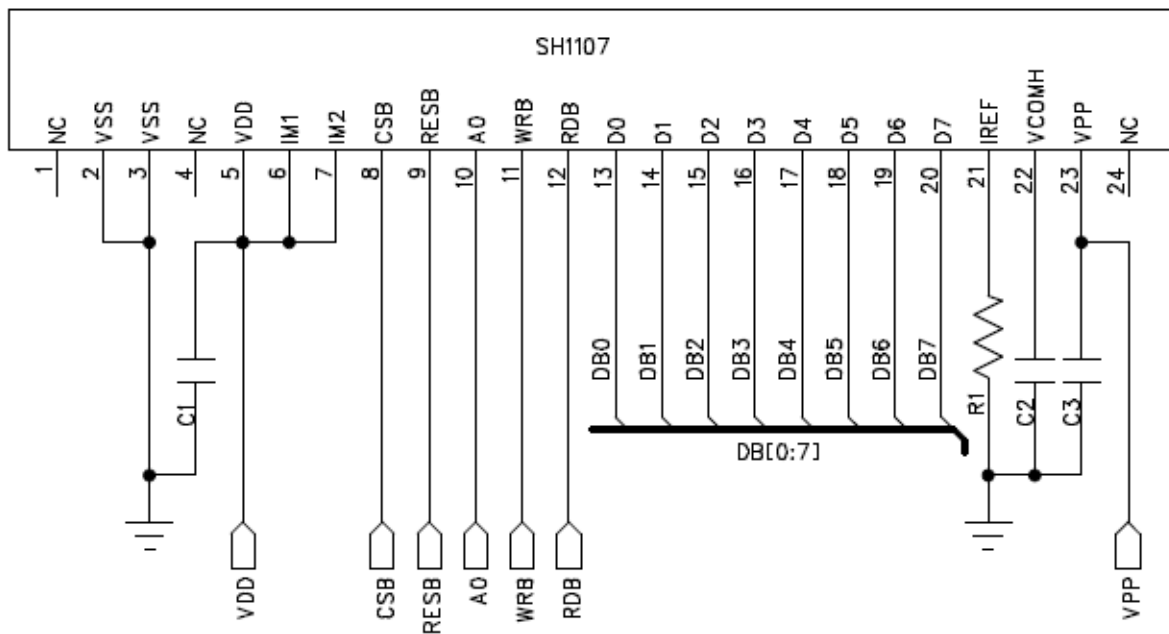 SH1107
NC
VSS
VSS
NC
VDD
IM1
IM2
CSB
RESB
A0
WRB
RDB
D0
D1
D2
D3
D4
D5
D6
D7
IREF
VCOMH
VPP
NC
1
2
3
4
5
6
7
8
9
10
11
12
13
14
15
16
17
18
19
20
21
22
23
24
DB0
DB1
DB2
DB3
DB4
DB5
DB6
DB7
C1
R1
C2
C3
DB[0:7]
VDD
CSB
RESB
A0
WRB
RDB
VPP